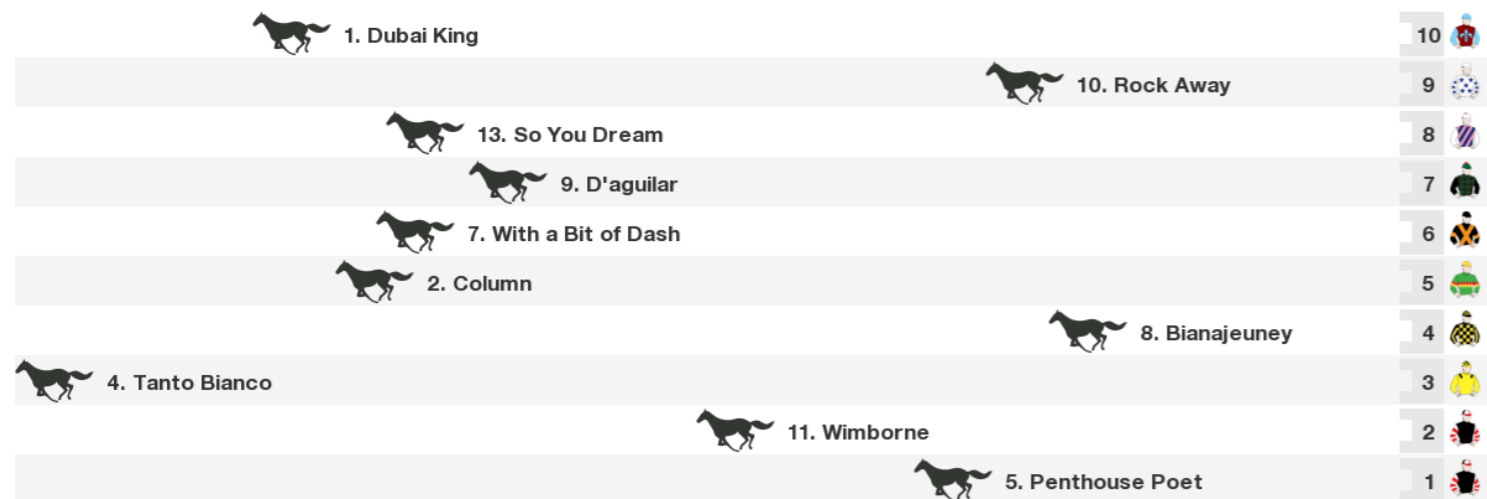 1. Dubai King 10
10. Rock Away 9
13. So You Dream 8
9. D'aguilar 7
7. With a Bit of Dash 6
2. Column 5
8. Bianajeuney 4
4. Tanto Bianco 3
11. Wimborne 2
5. Penthouse Poet 1